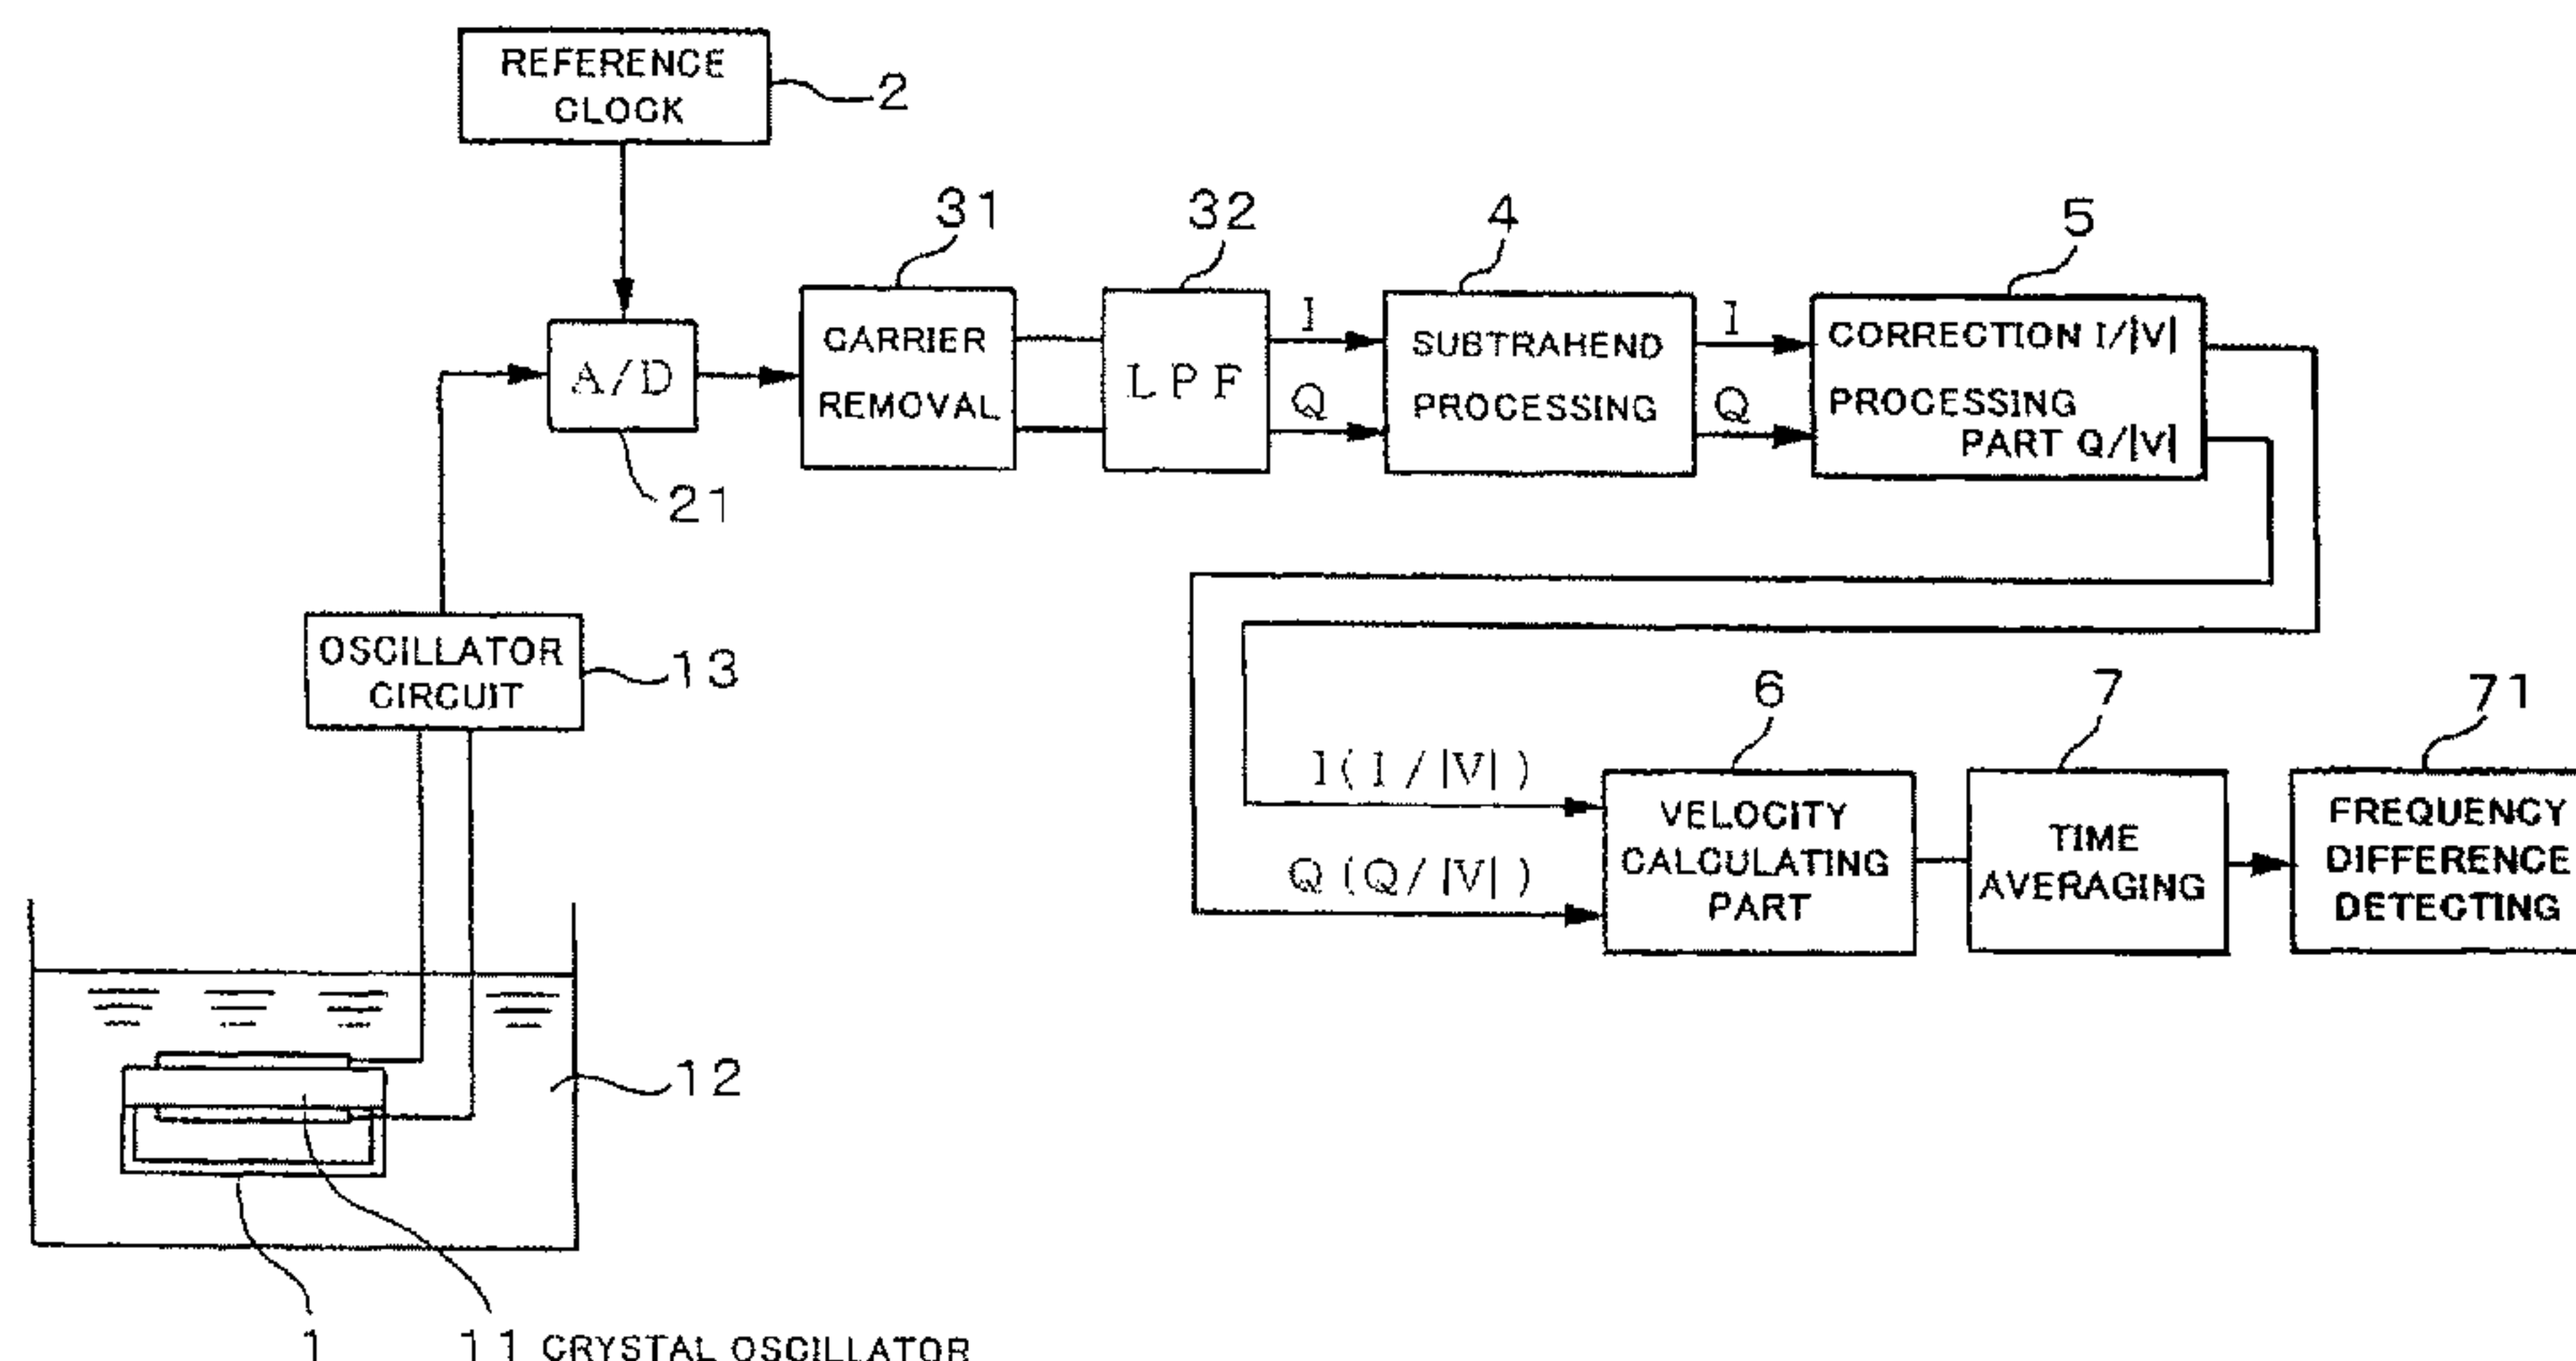 REFERENCE
CLOCK
2
31
32
4
5
A/D
21
CARRIER
REMOVAL
LPF
I
Q
SUBTRAHEND
PROCESSING
I
Q
CORRECTION I/|V|
PROCESSING
PART Q/|V|
OSCILLATOR
CIRCUIT
13
6
7
71
I(I/|V|)
Q(Q/|V|)
VELOCITY
CALCULATING
PART
TIME
AVERAGING
FREQUENCY
DIFFERENCE
DETECTING
12
1
11 CRYSTAL OSCILLATOR